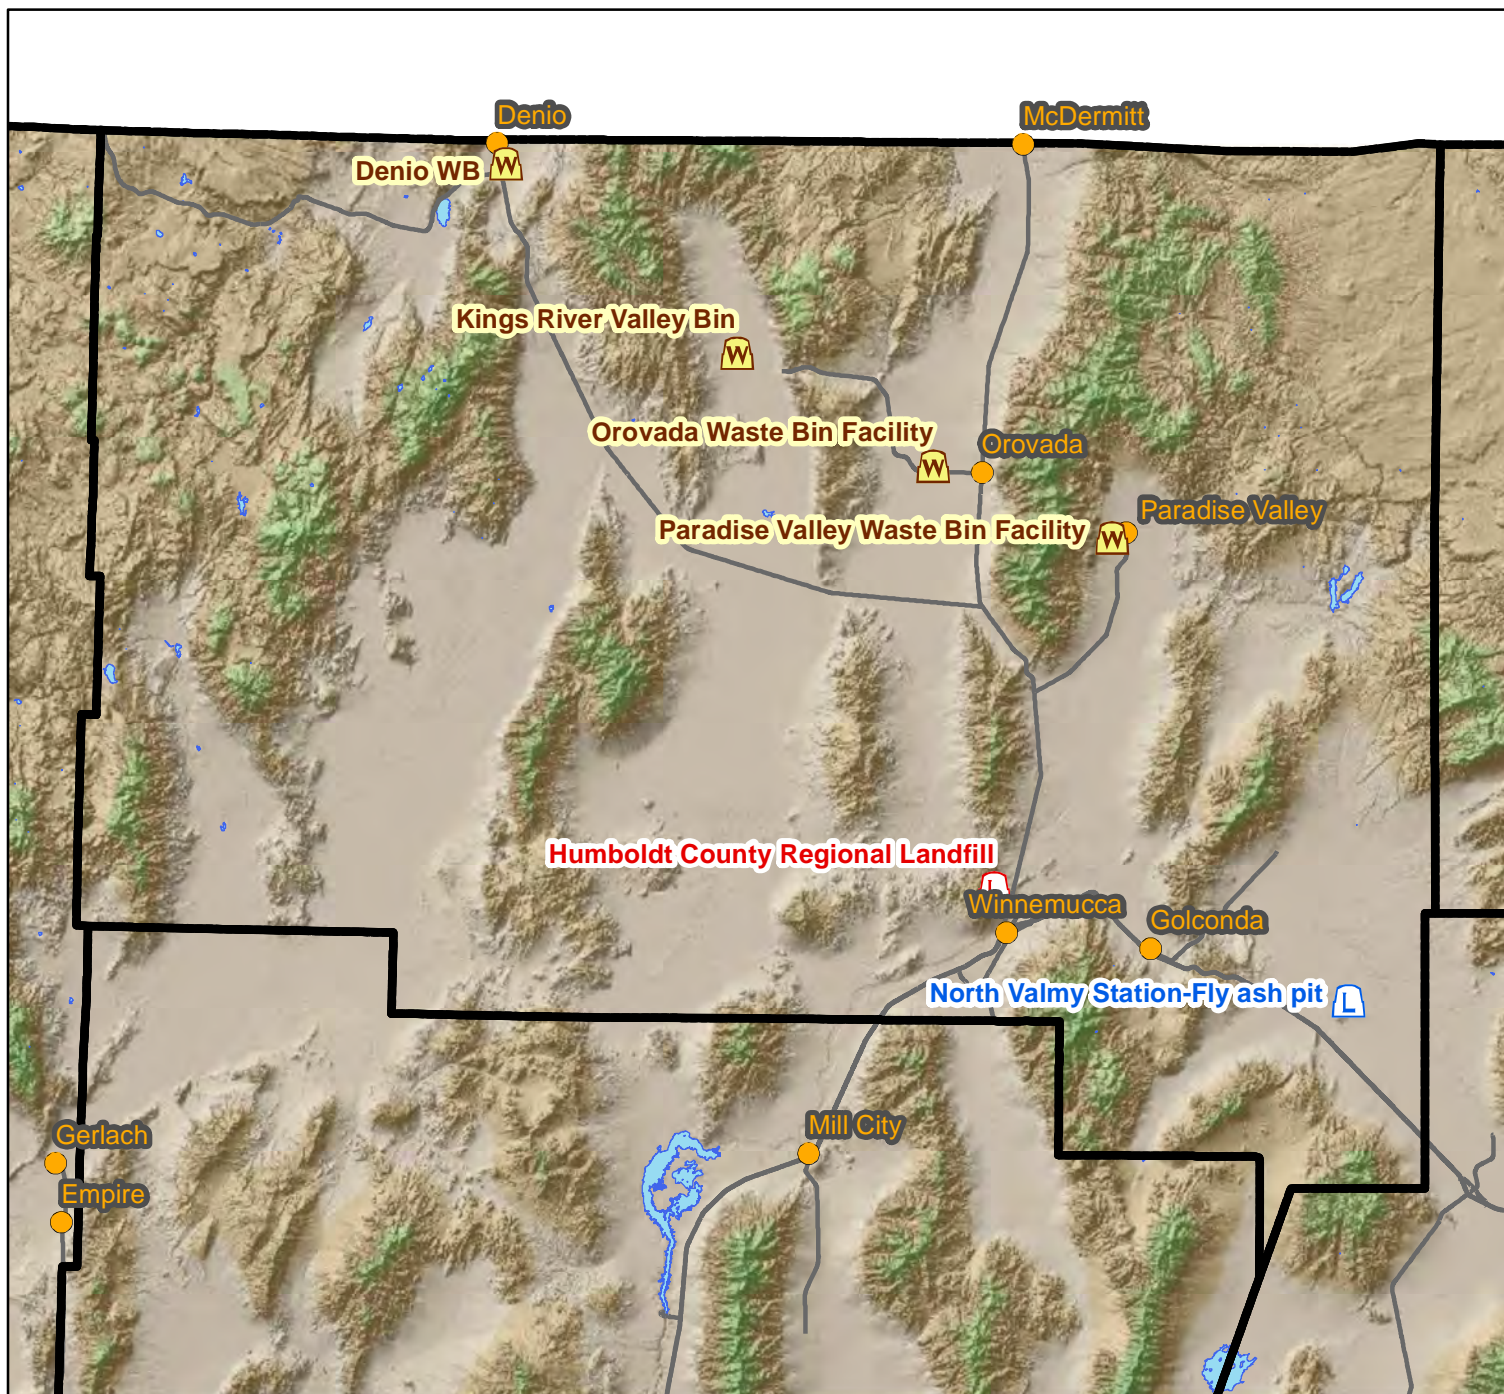 Denio
McDermitt
Denio WB
W
Kings River Valley Bin
W
Orovada Waste Bin Facility
W
Orovada
Paradise Valley
Paradise Valley Waste Bin Facility
W
Humboldt County Regional Landfill
L
Winnemucca
Golconda
North Valmy Station-Fly ash pit
L
Mill City
Gerlach
Empire